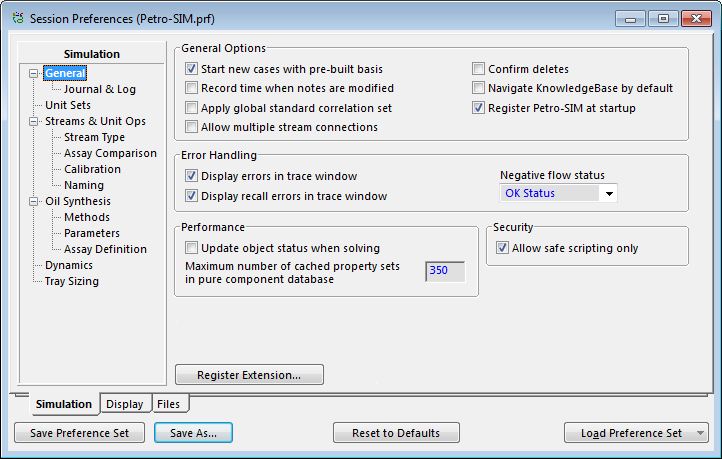 Session Preferences (Petro-SIM.prf)
Simulation
General
Journal & Log
Unit Sets
Streams & Unit Ops
Stream Type
Assay Comparison
Calibration
Naming
Oil Synthesis
Methods
Parameters
Assay Definition
Dynamics
Tray Sizing
General Options
Start new cases with pre-built basis
Record time when notes are modified
Apply global standard correlation set
Allow multiple stream connections
Confirm deletes
Navigate KnowledgeBase by default
Register Petro-SIM at startup
Error Handling
Display errors in trace window
Display recall errors in trace window
Negative flow status
OK Status
Performance
Update object status when solving
Maximum number of cached property sets
in pure component database
350
Security
Allow safe scripting only
Register Extension...
Simulation Display Files
Save Preference Set Save As... Reset to Defaults Load Preference Set